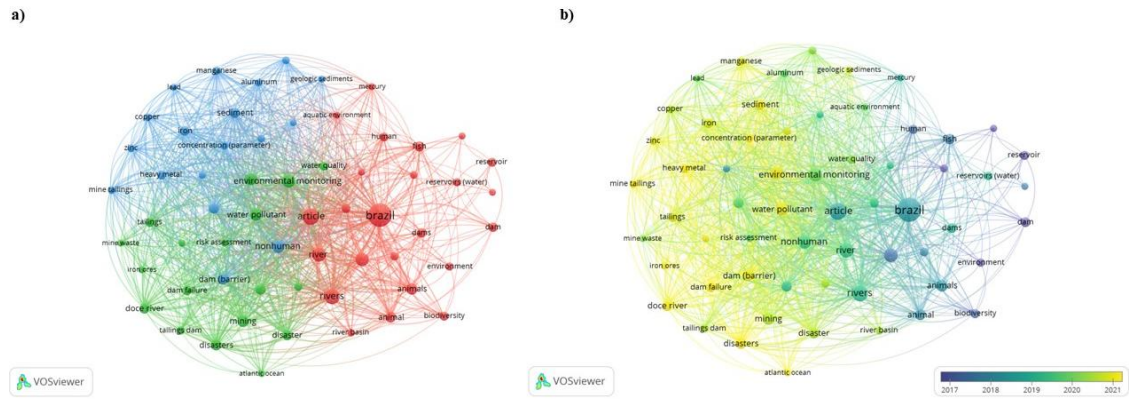 a)
manganese
lead
aluminum
geologic sediments
mercury
copper
sediment
aquatic environment
iron
human
zinc
concentration (parameter)
fish
water quality
reservoir
heavy metal
environmental monitoring
reservoirs (water)
mine tailings
tailings
water pollutant
article
brazil
dam
mine waste
risk assessment
nonhuman
dams
river
iron ores
dam (barrier)
environment
dam failure
rivers
animals
doce river
mining
animal
biodiversity
tailings dam
disaster
river basin
disasters
atlantic ocean
VOSviewer
b)
manganese
lead
aluminum
geologic sediments
mercury
copper
sediment
aquatic environment
iron
human
zinc
concentration (parameter)
fish
water quality
reservoir
heavy metal
environmental monitoring
reservoirs (water)
mine tailings
tailings
water pollutant
article
brazil
dam
mine waste
risk assessment
nonhuman
dams
river
iron ores
dam (barrier)
environment
dam failure
rivers
animals
doce river
mining
animal
biodiversity
tailings dam
disaster
river basin
disasters
atlantic ocean
VOSviewer
2017 2018 2019 2020 2021